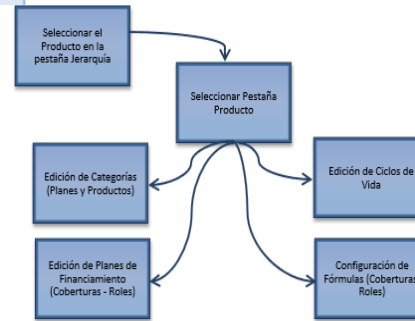 Seleccionar el
Producto en la
pestaña Jerarquía
Seleccionar Pestaña
Producto
Edición de Categorías
(Planes y Productos)
Edición de Ciclos de
Vida
Edición de Planes de
Financiamiento
(Coberturas - Roles)
Configuración de
Fórmulas (Coberturas
Roles)